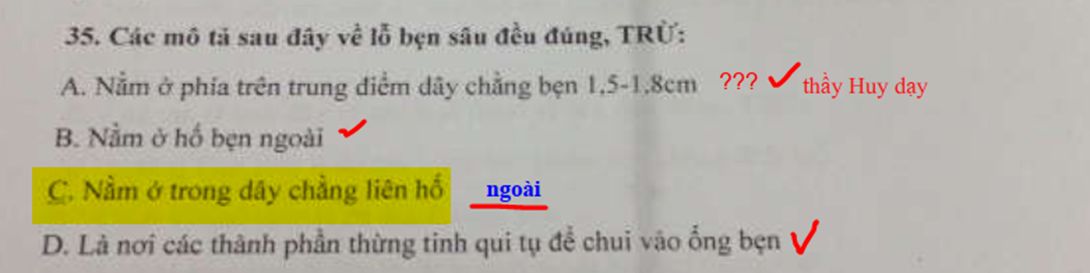 35. Các mô tả sau đây về lỗ bẹn sâu đều đúng, TRỪ:
A. Nằm ở phía trên trung điểm dây chằng bẹn 1,5-1,8cm ??? thầy Huy dạy
B. Nằm ở hố bẹn ngoài
C. Nằm ở trong dây chằng liên hố ngoài
D. Là nơi các thành phần thừng tinh qui tụ để chui vào ống bẹn